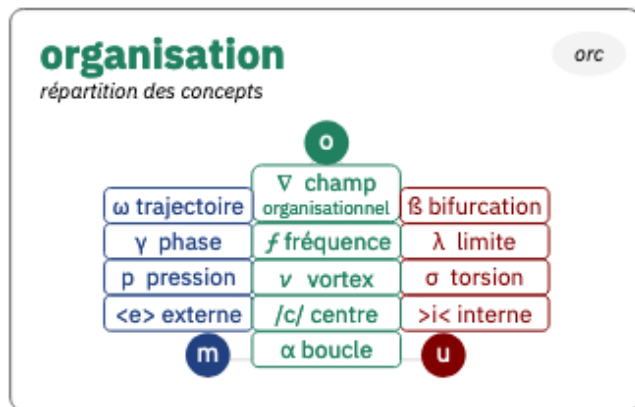 organisation
orc
répartition des concepts
o
∇ champ
organisationnel
ω trajectoire
ß bifurcation
γ phase
ƒ fréquence
λ limite
p pression
ν vortex
σ torsion
<e> externe
/c/ centre
>i< interne
m
α boucle
u